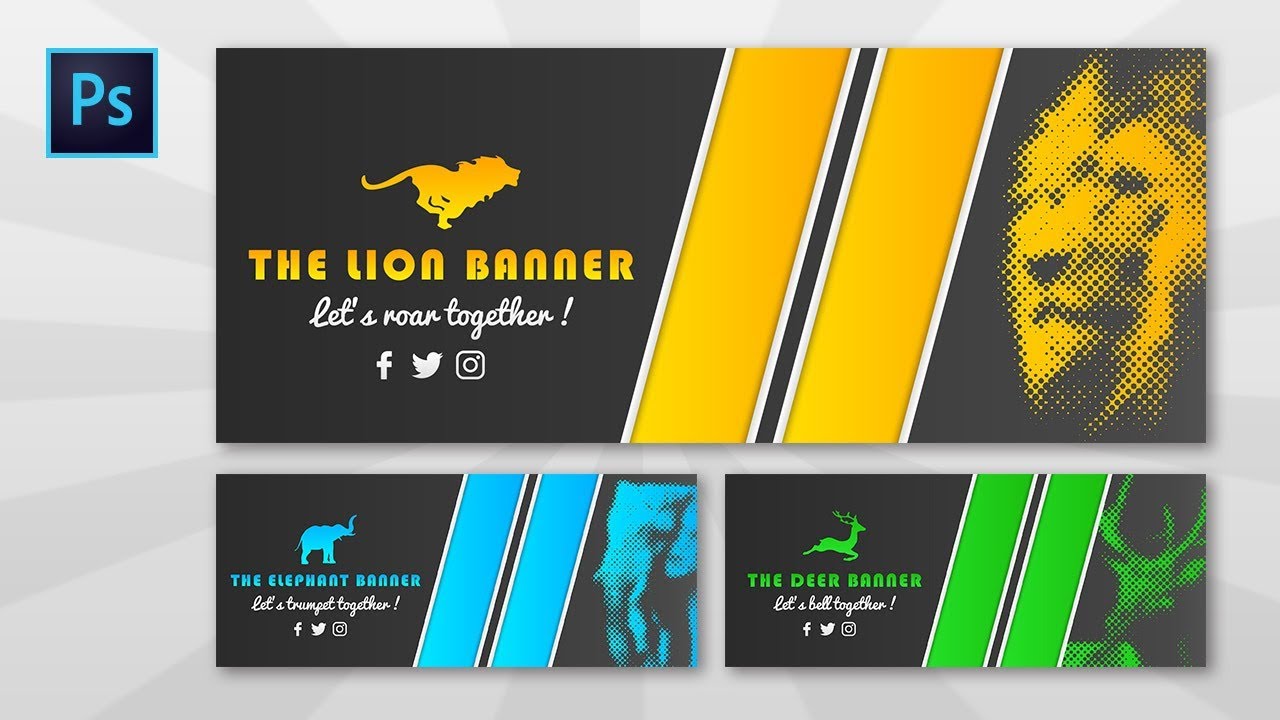 Ps
THE LION BANNER
Let's roar together !
THE ELEPHANT BANNER
Let's trumpet together !
THE DEER BANNER
Let's bell together !